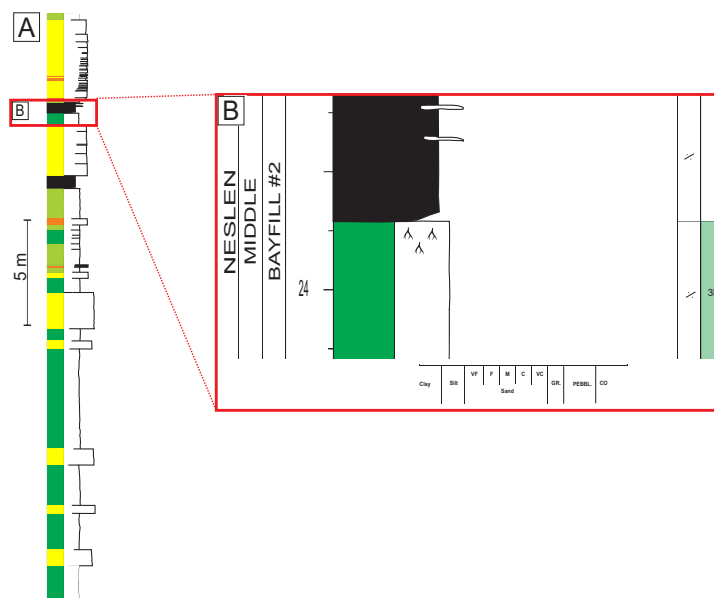 A
B
5 m
B
NESLEN
MIDDLE
BAYFILL #2
24
Clay
Silt
VF
F
M
C
VC
GR.
PEBBL.
CO
Sand